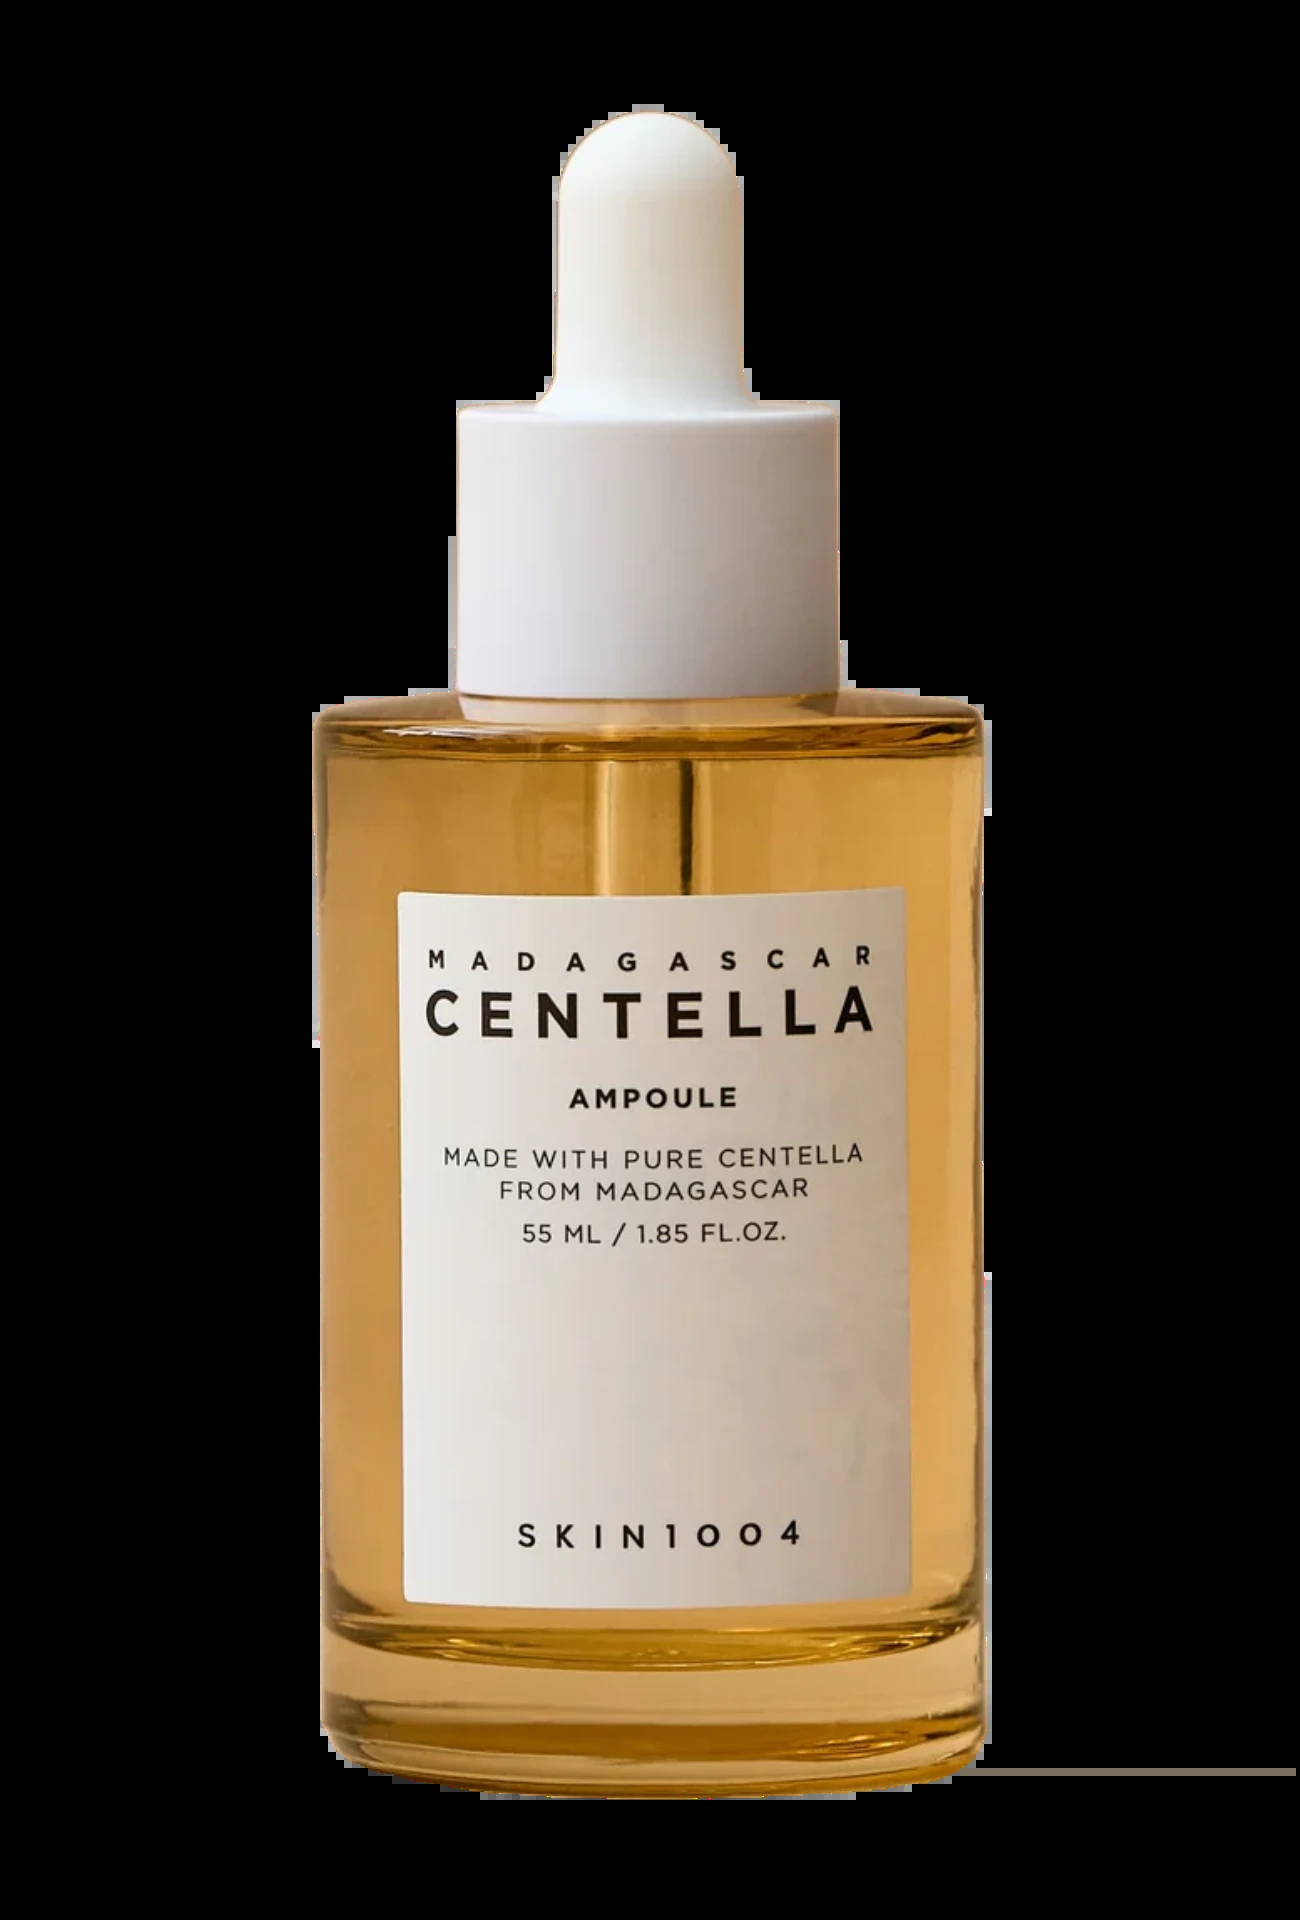 MADAGASCAR
CENTELLA
AMPOULE
MADE WITH PURE CENTELLA
FROM MADAGASCAR
55 ML / 1.85 FL.OZ.
SKIN1004